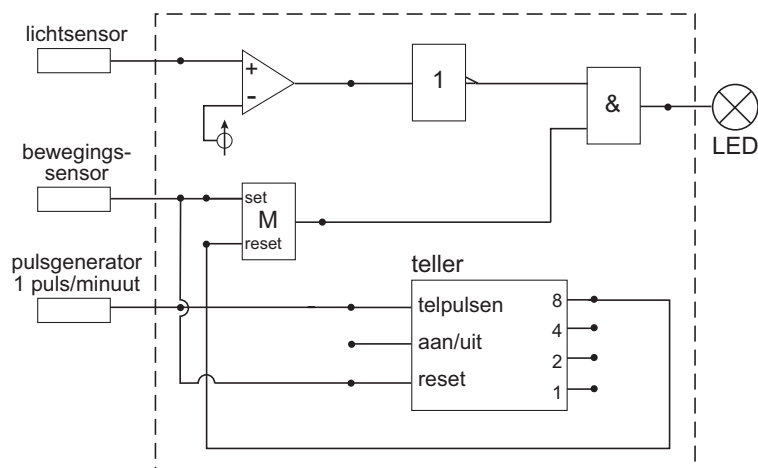 lichtsensor
+
-
1
&
LED
bewegings-
sensor
set
M
reset
pulsgenerator
1 puls/minuut
teller
telpulsen
8
aan/uit
4
2
reset
1